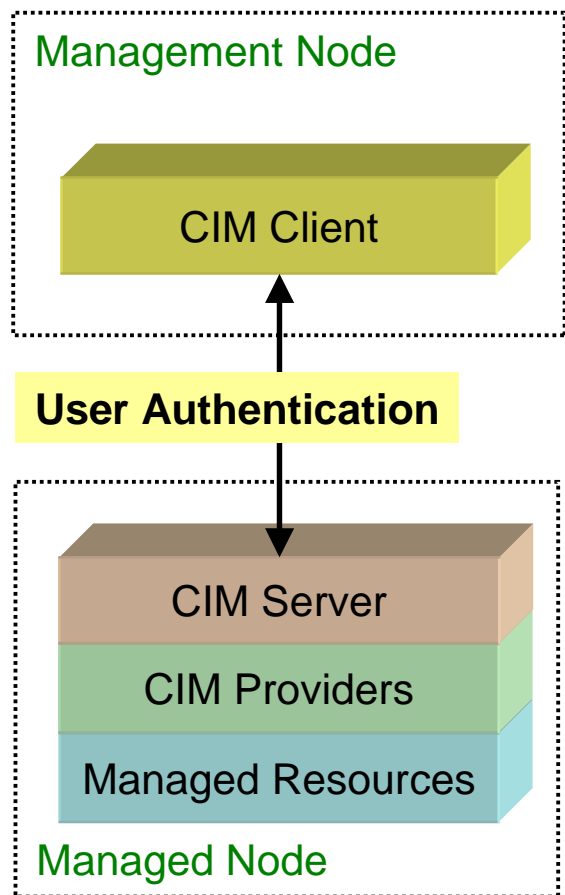 Management Node
CIM Client
User Authentication
CIM Server
CIM Providers
Managed Resources
Managed Node